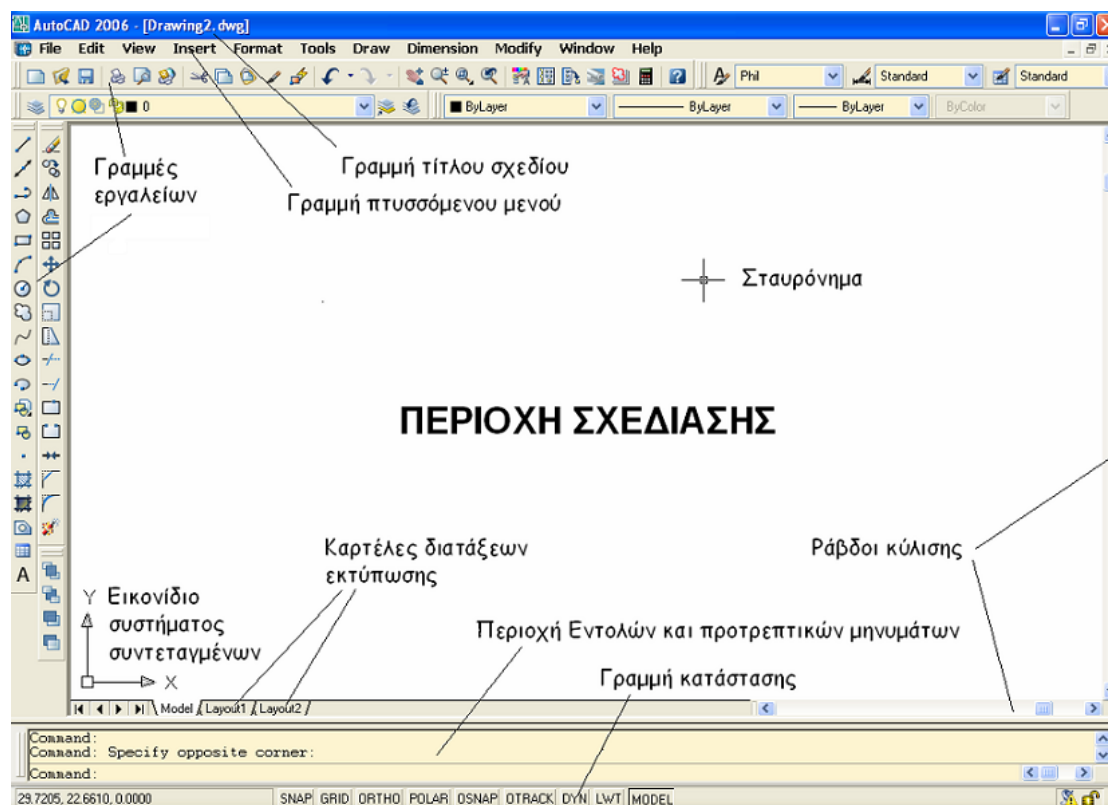 AutoCAD 2006 - [Drawing2.dwg]
File Edit View Insert Format Tools Draw Dimension Modify Window Help
Phil Standard Standard
0 ByLayer ByLayer ByLayer ByColor
Γραμμές
εργαλείων
Γραμμή τίτλου σχεδίου
Γραμμή πτυσσόμενου μενού
Σταυρόνημα
ΠΕΡΙΟΧΗ ΣΧΕΔΙΑΣΗΣ
Καρτέλες διατάξεων
εκτύπωσης
Ράβδοι κύλισης
A
Y Εικονίδιο
συστήματος
συντεταγμένων
X
Περιοχή Εντολών και προτρεπτικών μηνυμάτων
Γραμμή κατάστασης
Model Layout1 Layout2
Command:
Command: Specify opposite corner:
Command:
29.7205, 22.6610, 0.0000 SNAP GRID ORTHO POLAR OSNAP OTRACK DYN LWT MODEL